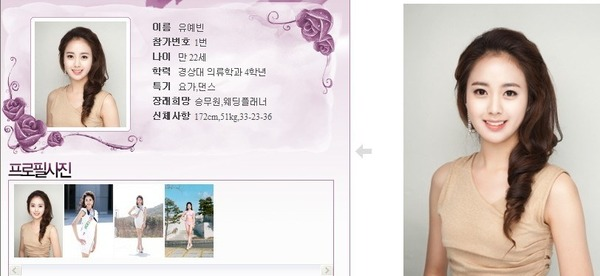 이름 유예빈
참가번호 1번
나이 만 22세
학력 경상대 의류학과 4학년
특기 요가,댄스
장래희망 승무원,웨딩플래너
신체사항 172cm,51kg,33-23-36
프로필사진